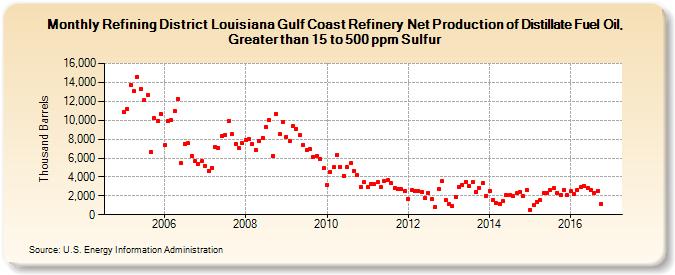 Monthly Refining District Louisiana Gulf Coast Refinery Net Production of Distillate Fuel Oil,
Greater than 15 to 500 ppm Sulfur
Thousand Barrels
16,000
14,000
12,000
10,000
8,000
6,000
4,000
2,000
0
2006 2008 2010 2012 2014 2016
Source: U.S. Energy Information Administration